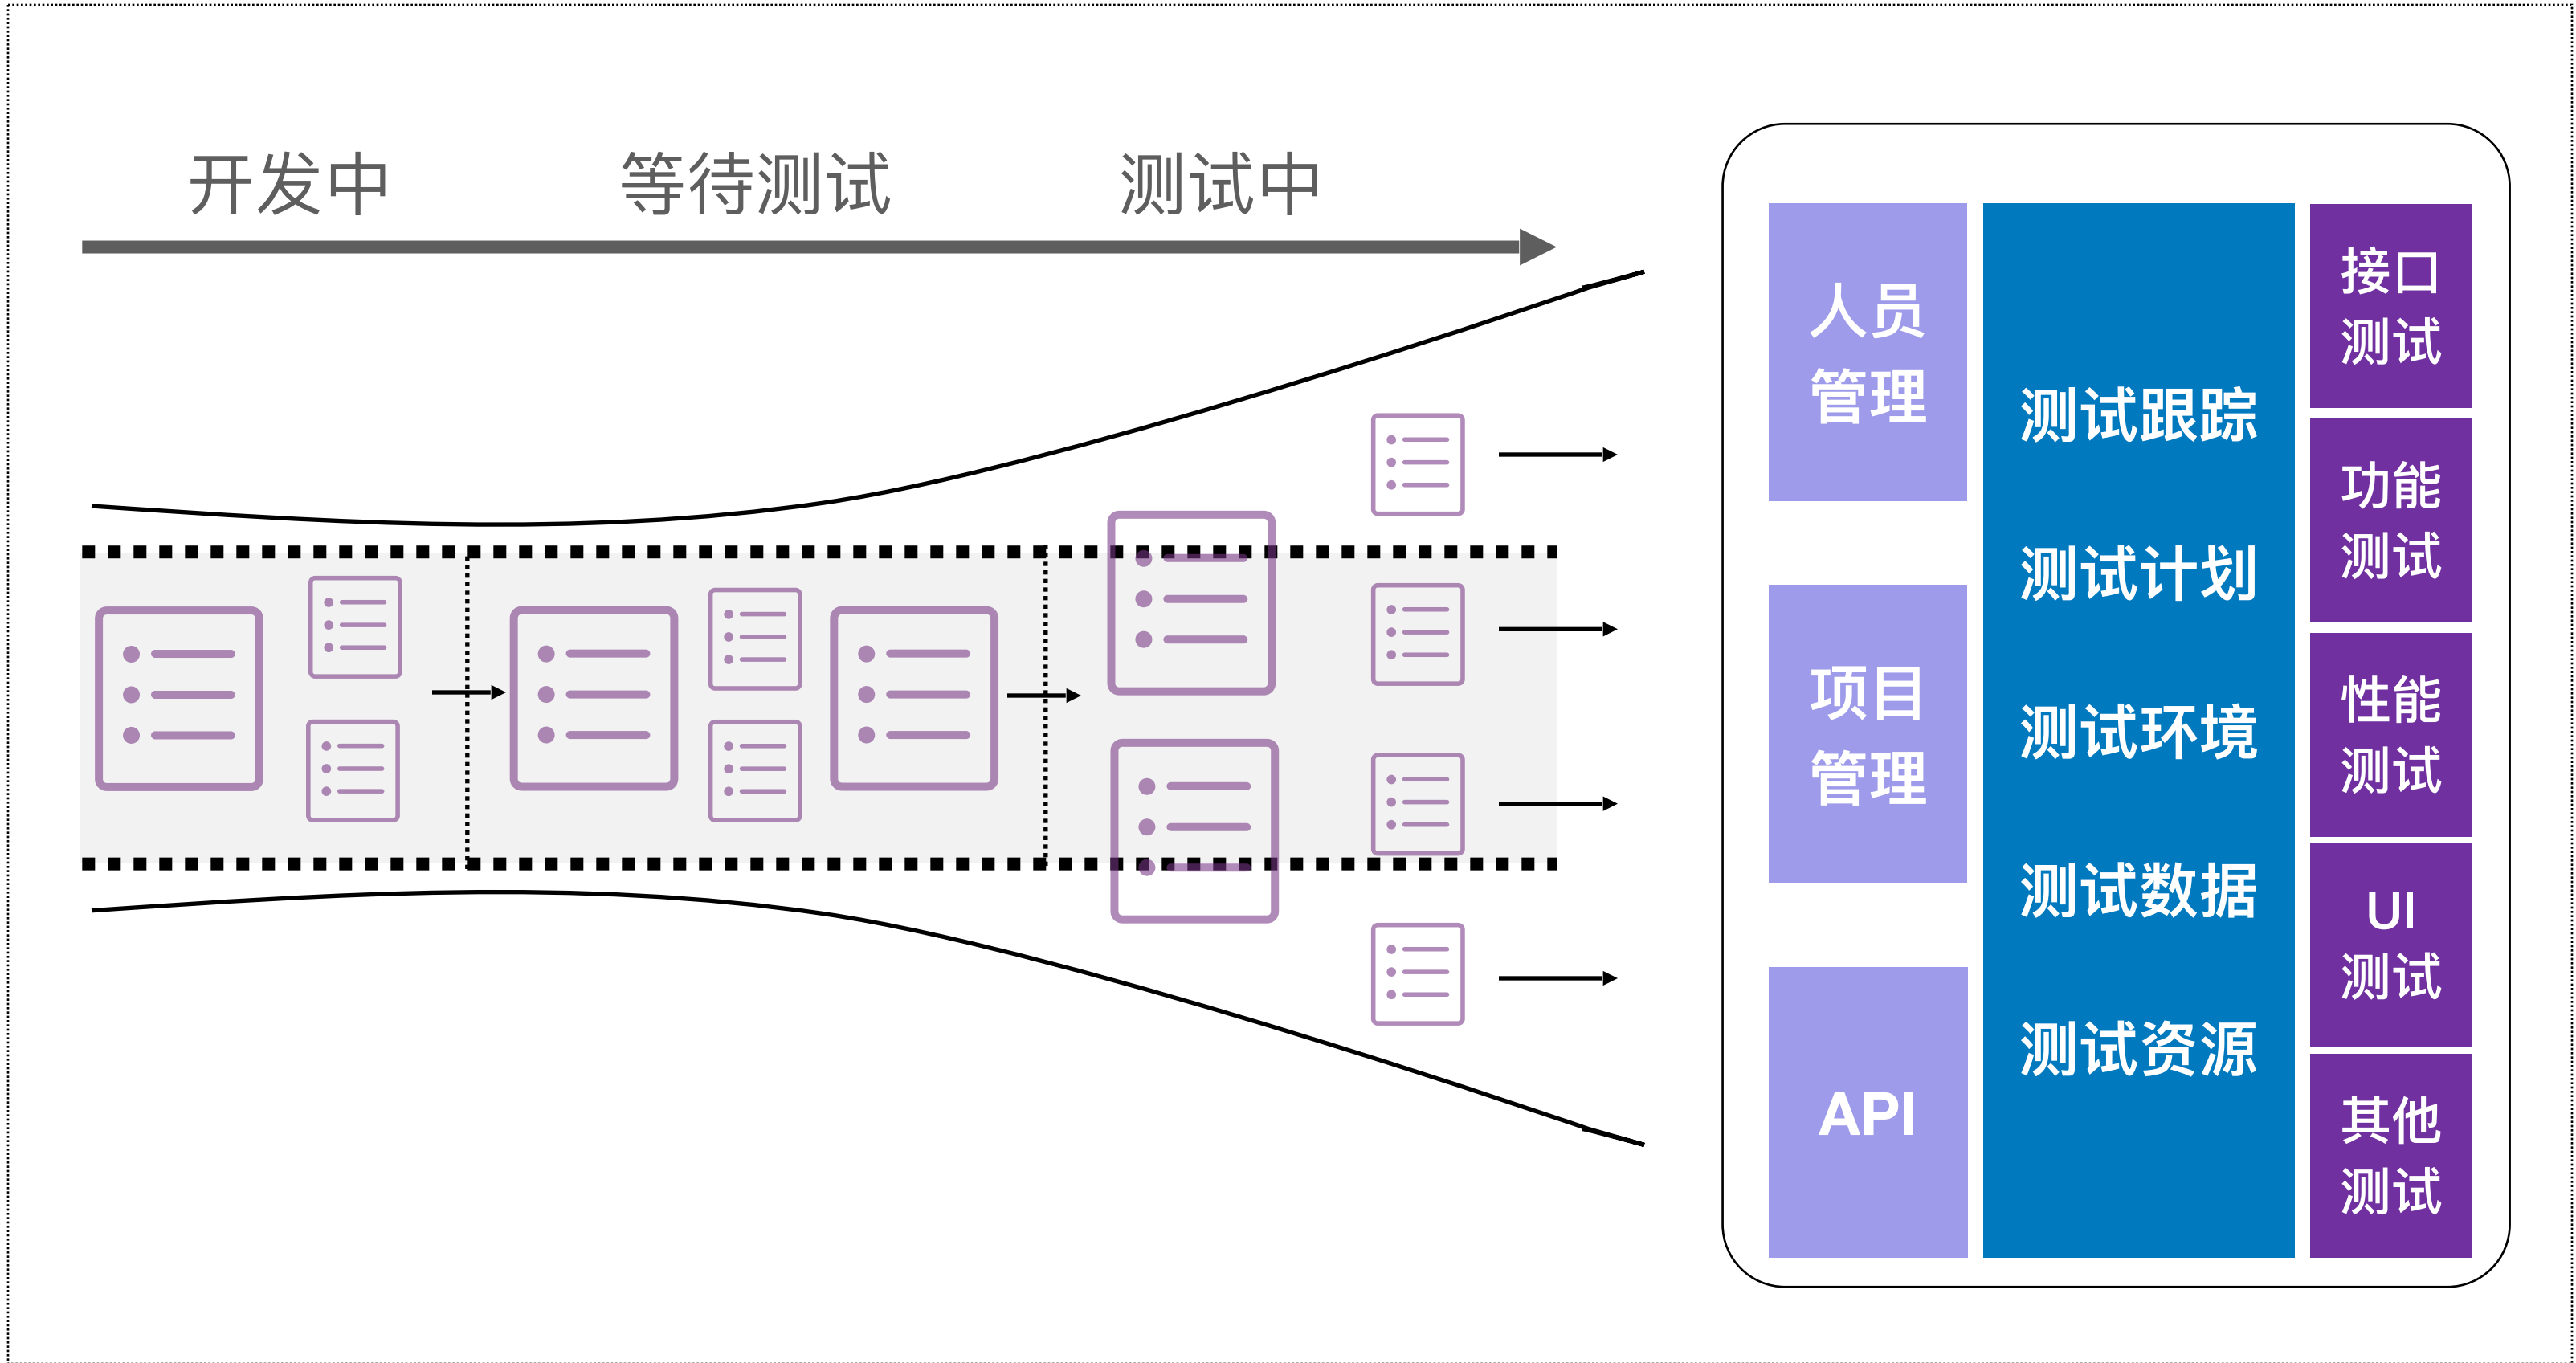 开发中
等待测试
测试中
人员
管理
项目
管理
API
测试跟踪
测试计划
测试环境
测试数据
测试资源
接口
测试
功能
测试
性能
测试
UI
测试
其他
测试